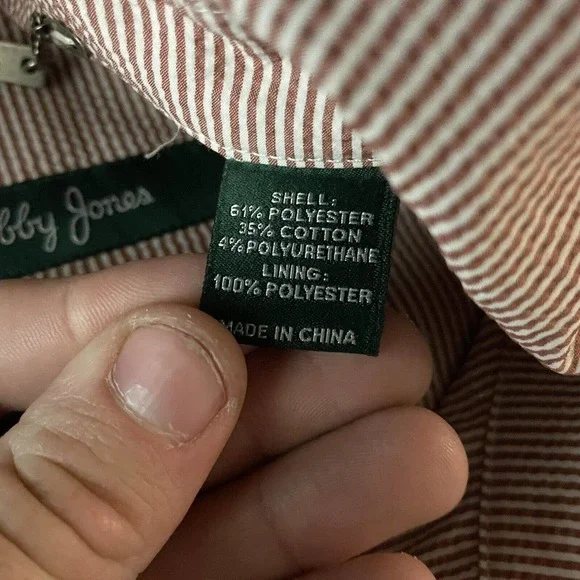 bby Jones
SHELL:
61% POLYESTER
35% COTTON
4% POLYURETHANE
LINING:
100% POLYESTER
MADE IN CHINA